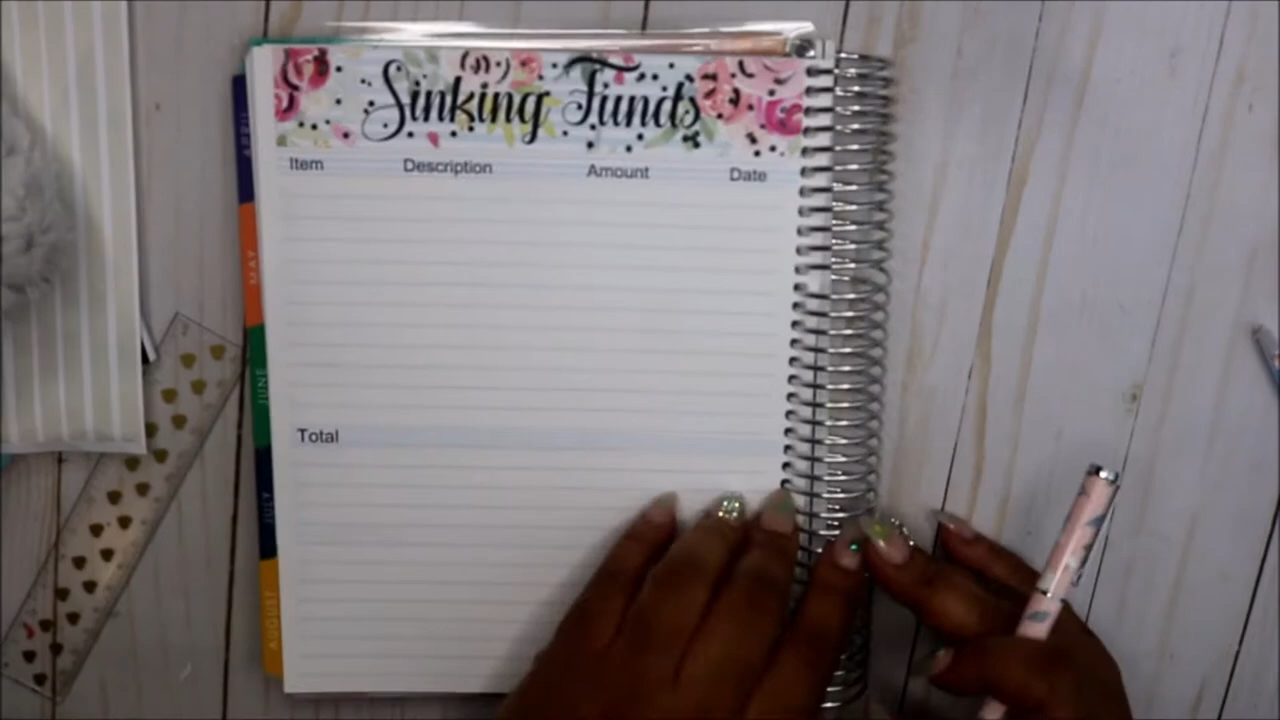 Sinking Funds
Item Description Amount Date
Total
APRIL
MAY
JUNE
JULY
AUGUST